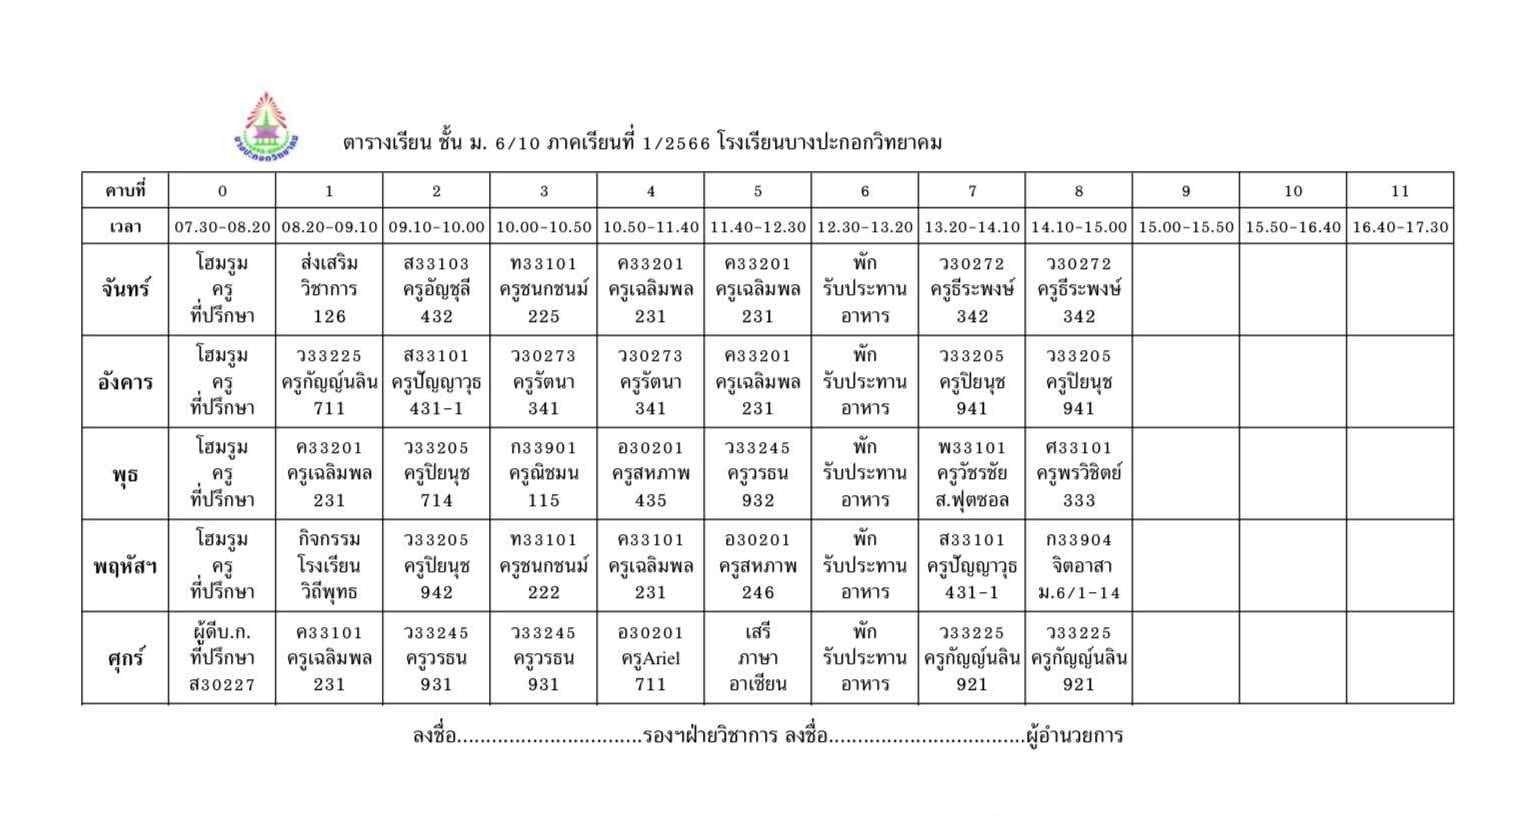 บางปะกอกวิทยาคม
ตารางเรียน ชั้น ม. 6/10 ภาคเรียนที่ 1/2566 โรงเรียนบางปะกอกวิทยาคม
คาบที่ 0 1 2 3 4 5 6 7 8 9 10 11
เวลา 07.30-08.20 08.20-09.10 09.10-10.00 10.00-10.50 10.50-11.40 11.40-12.30 12.30-13.20 13.20-14.10 14.10-15.00 15.00-15.50 15.50-16.40 16.40-17.30
โฮมรูม ส่งเสริม ส33103 ท33101 ค33201 ค33201 พัก ว30272 ว30272
จันทร์ ครู วิชาการ ครูอัญชุลี ครูชนกชนม์ ครูเฉลิมพล ครูเฉลิมพล รับประทาน ครูธีระพงษ์ ครูธีระพงษ์
ที่ปรึกษา 126 432 225 231 231 อาหาร 342 342
โฮมรูม ว33225 ส33101 ว30273 ว30273 ค33201 พัก ว33205 ว33205
อังคาร ครู ครูกัญญ์นลิน ครูปัญญาวุธ ครูรัตนา ครูรัตนา ครูเฉลิมพล รับประทาน ครูปิยนุช ครูปิยนุช
ที่ปรึกษา 711 431-1 341 341 231 อาหาร 941 941
โฮมรูม ค33201 ว33205 ก33901 อ30201 ว33245 พัก พ33101 ศ33101
พุธ ครู ครูเฉลิมพล ครูปิยนุช ครูณิชมน ครูสหภาพ ครูวรธน รับประทาน ครูวัชรชัย ครูพรวิชิตย์
ที่ปรึกษา 231 714 115 435 932 อาหาร ส.ฟุตซอล 333
โฮมรูม กิจกรรม ว33205 ท33101 ค33101 อ30201 พัก ส33101 ก33904
พฤหัสฯ ครู โรงเรียน ครูปิยนุช ครูชนกชนม์ ครูเฉลิมพล ครูสหภาพ รับประทาน ครูปัญญาวุธ จิตอาสา
ที่ปรึกษา วิถีพุทธ 942 222 231 246 อาหาร 431-1 ม.6/1-14
ผู้ดีบ.ก. ค33101 ว33245 ว33245 อ30201 เสรี พัก ว33225 ว33225
ศุกร์ ที่ปรึกษา ครูเฉลิมพล ครูวรธน ครูวรธน ครูAriel ภาษา รับประทาน ครูกัญญ์นลิน ครูกัญญ์นลิน
ส30227 231 931 931 711 อาเซียน อาหาร 921 921
ลงชื่อ................................รองฯฝ่ายวิชาการ ลงชื่อ..................................ผู้อำนวยการ